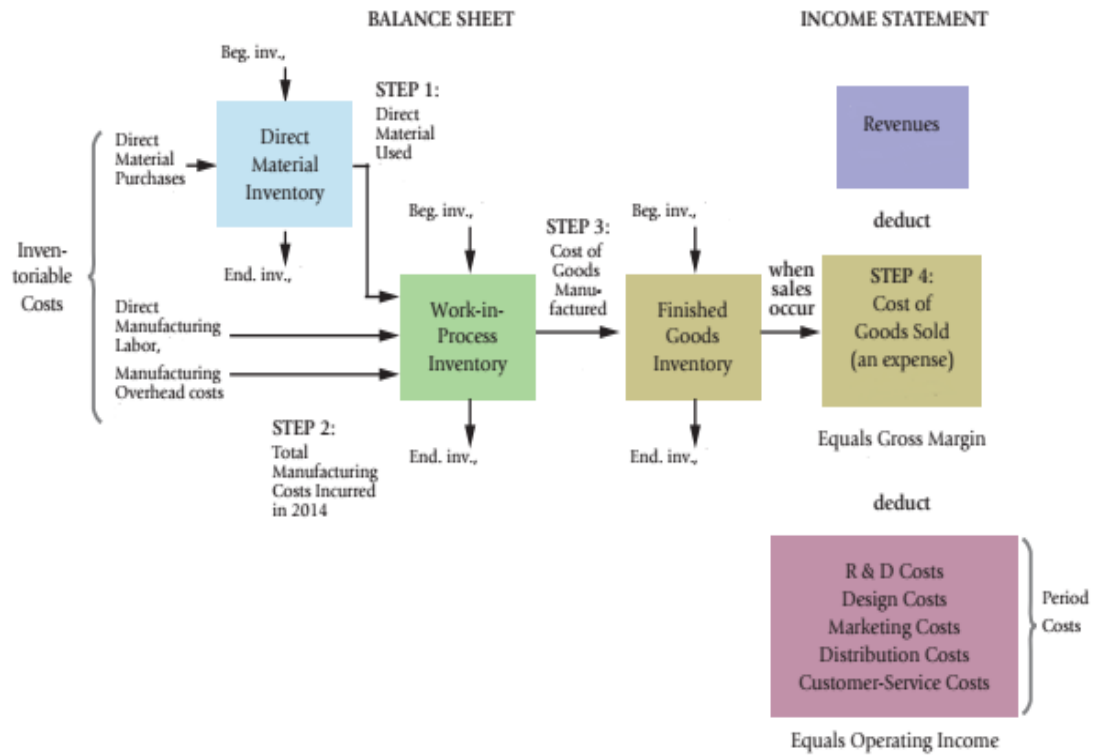 BALANCE SHEET
INCOME STATEMENT
Beg. inv.,
STEP 1:
Direct
Material
Used
Direct
Material
Purchases
Direct
Material
Inventory
End. inv.,
Inven-
toriable
Costs
Direct
Manufacturing
Labor,
Manufacturing
Overhead costs
STEP 2:
Total
Manufacturing
Costs Incurred
in 2014
Beg. inv.,
Work-in-
Process
Inventory
End. inv.,
STEP 3:
Cost of
Goods
Manu-
factured
Beg. inv.,
Finished
Goods
Inventory
End. inv.,
when
sales
occur
Revenues
deduct
STEP 4:
Cost of
Goods Sold
(an expense)
Equals Gross Margin
deduct
R & D Costs
Design Costs
Marketing Costs
Distribution Costs
Customer-Service Costs
Period
Costs
Equals Operating Income